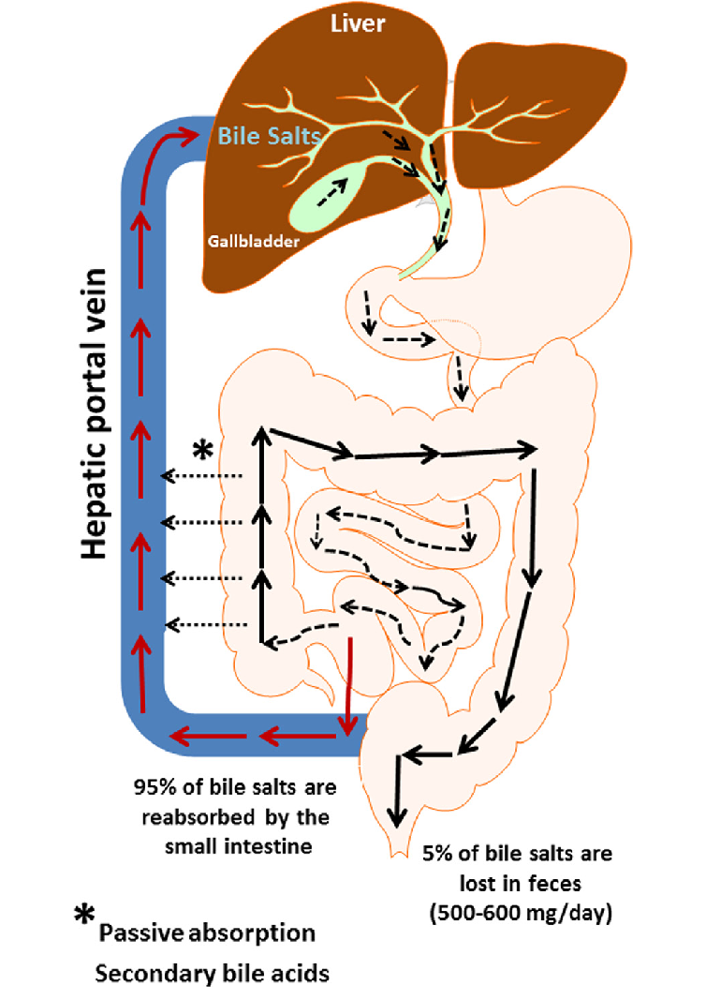 Liver
Bile Salts
Gallbladder
Hepatic portal vein
*
95% of bile salts are
reabsorbed by the
small intestine
5% of bile salts are
lost in feces
(500-600 mg/day)
* Passive absorption
Secondary bile acids